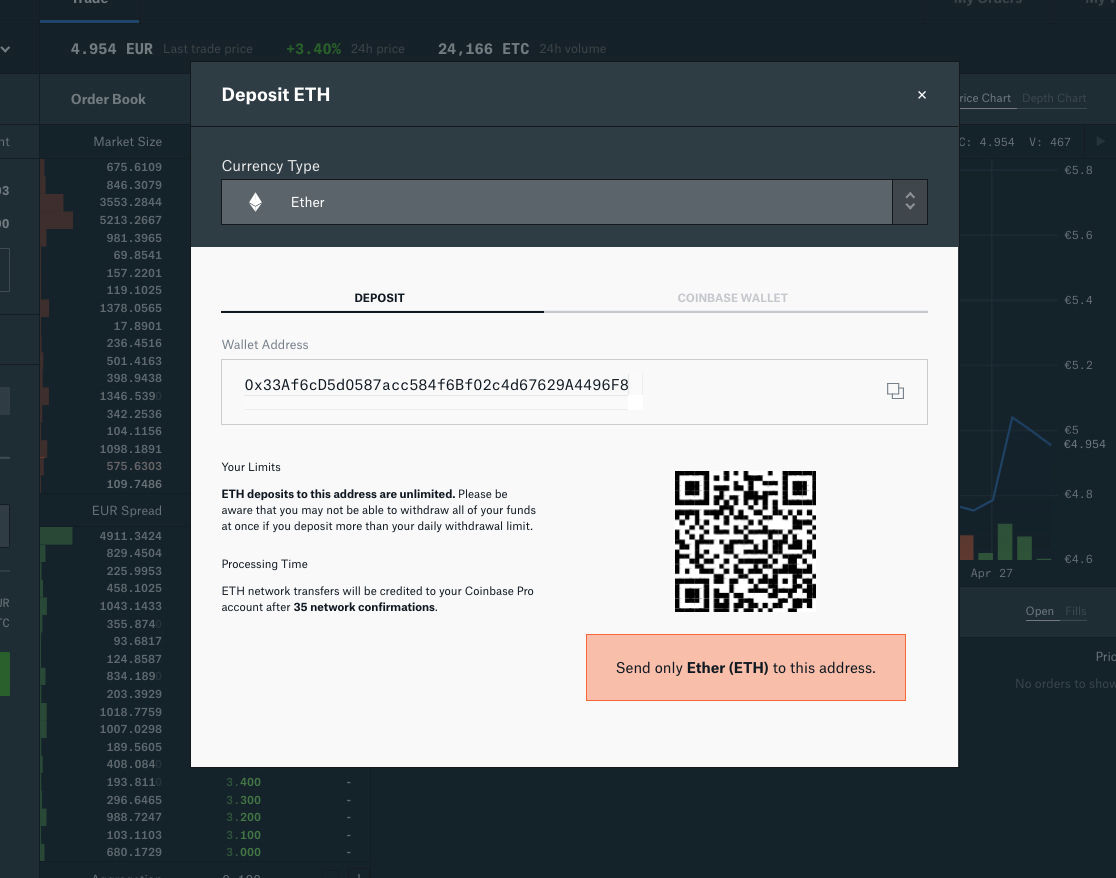 Trade
My Orders
4.954 EUR Last trade price +3.40% 24h price 24,166 ETC 24h volume
Order Book
Deposit ETH
Price Chart Depth Chart
Market Size
C: 4.954 V: 467
675.6109
846.3079
3553.2844
5213.2667
981.3965
69.8541
157.2201
119.1025
1378.0565
17.8901
236.4516
501.4163
398.9438
1346.5390
342.2536
104.1156
1098.1891
575.6303
109.7486
EUR Spread
4911.3424
829.4504
225.9953
458.1025
1043.1433
355.8740
93.6817
124.8587
834.1890
203.3929
1018.7759
1007.0298
189.5605
408.0840
193.8110 3.400 -
296.6465 3.300 -
988.7247 3.200 -
103.1103 3.100 -
680.1729 3.000 -
Currency Type
Ether
DEPOSIT
COINBASE WALLET
Wallet Address
0x33Af6cD5d0587acc584f6Bf02c4d67629A4496F8
Your Limits
ETH deposits to this address are unlimited. Please be
aware that you may not be able to withdraw all of your funds
at once if you deposit more than your daily withdrawal limit.
Processing Time
ETH network transfers will be credited to your Coinbase Pro
account after 35 network confirmations.
Send only Ether (ETH) to this address.
€5.8
€5.6
€5.4
€5.2
€5
€4.954
€4.8
€4.6
Apr 27
Open Fills
No orders to show